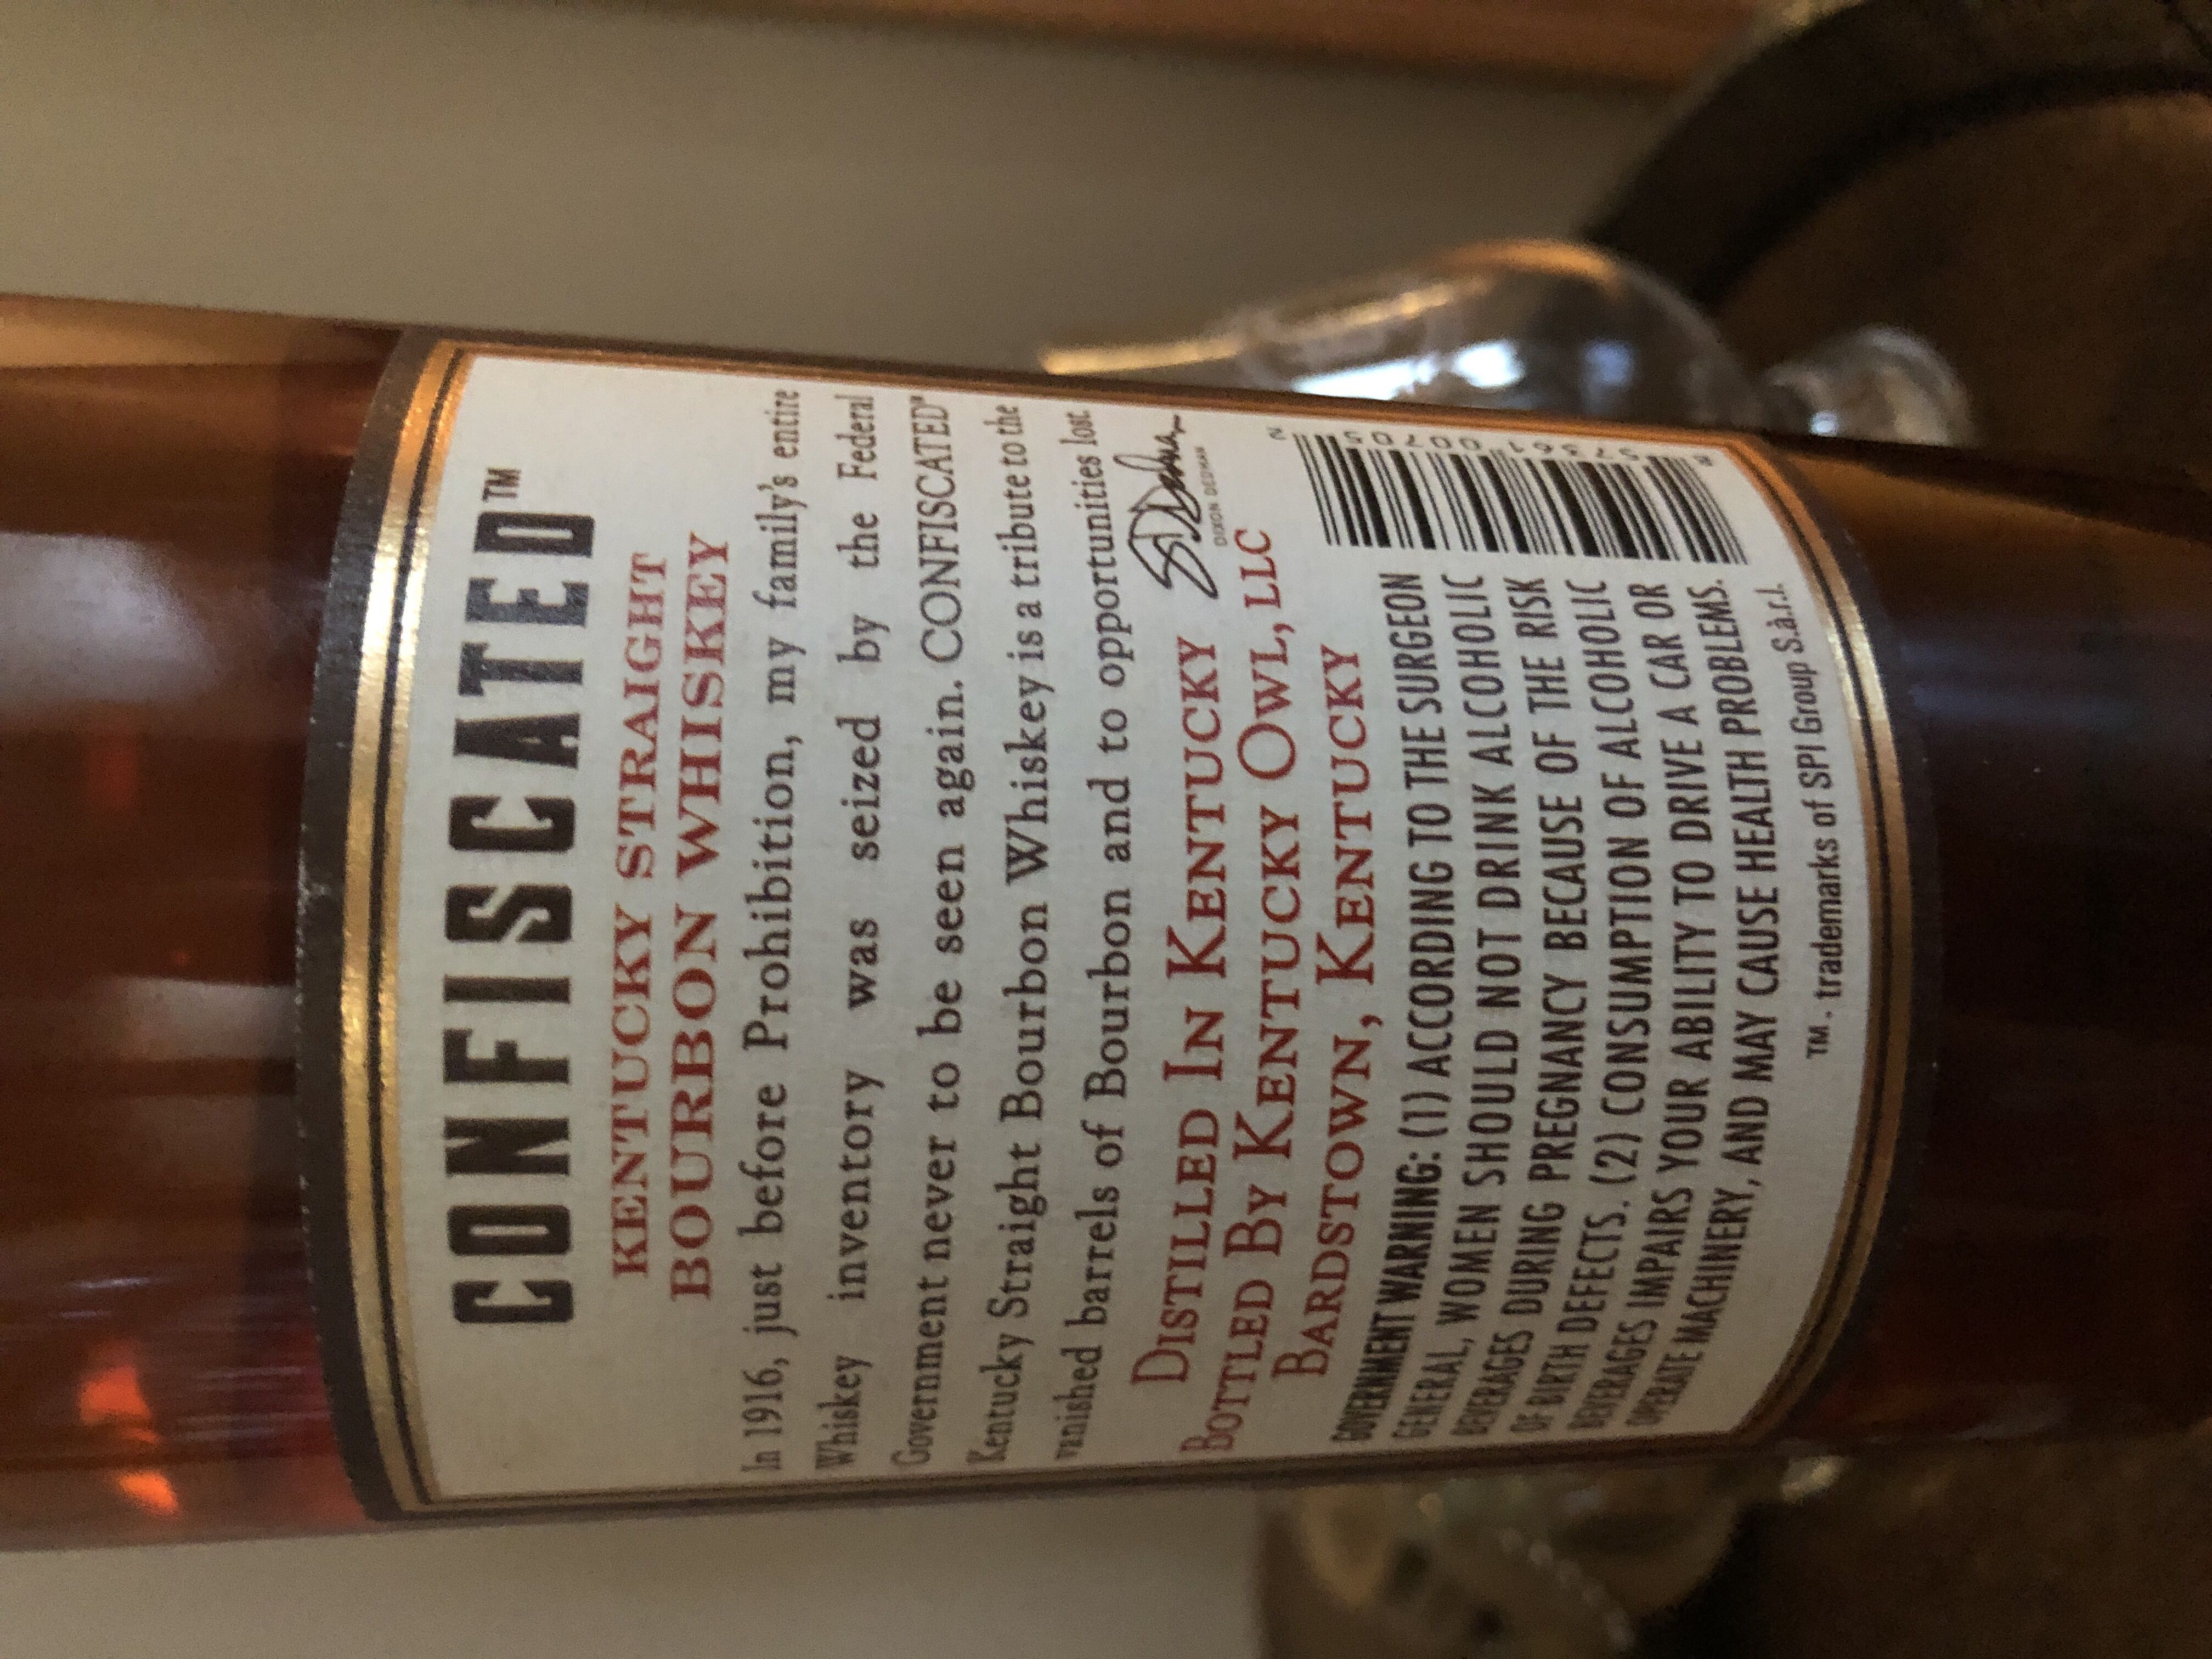 CONFISCATED™
KENTUCKY STRAIGHT
BOURBON WHISKEY
In 1916, just before Prohibition, my family's entire
Whiskey inventory was seized by the Federal
Government never to be seen again. CONFISCATED™
Kentucky Straight Bourbon Whiskey is a tribute to the
vanished barrels of Bourbon and to opportunities lost
DIXON DEDMAN
DISTILLED IN KENTUCKY
BOTTLED BY KENTUCKY OWL, LLC
BARDSTOWN, KENTUCKY
GOVERNMENT WARNING: (1) ACCORDING TO THE SURGEON
GENERAL, WOMEN SHOULD NOT DRINK ALCOHOLIC
BEVERAGES DURING PREGNANCY BECAUSE OF THE RISK
OF BIRTH DEFECTS. (2) CONSUMPTION OF ALCOHOLIC
BEVERAGES IMPAIRS YOUR ABILITY TO DRIVE A CAR OR
OPERATE MACHINERY, AND MAY CAUSE HEALTH PROBLEMS.
™, trademarks of SPI Group S.à.r.l.